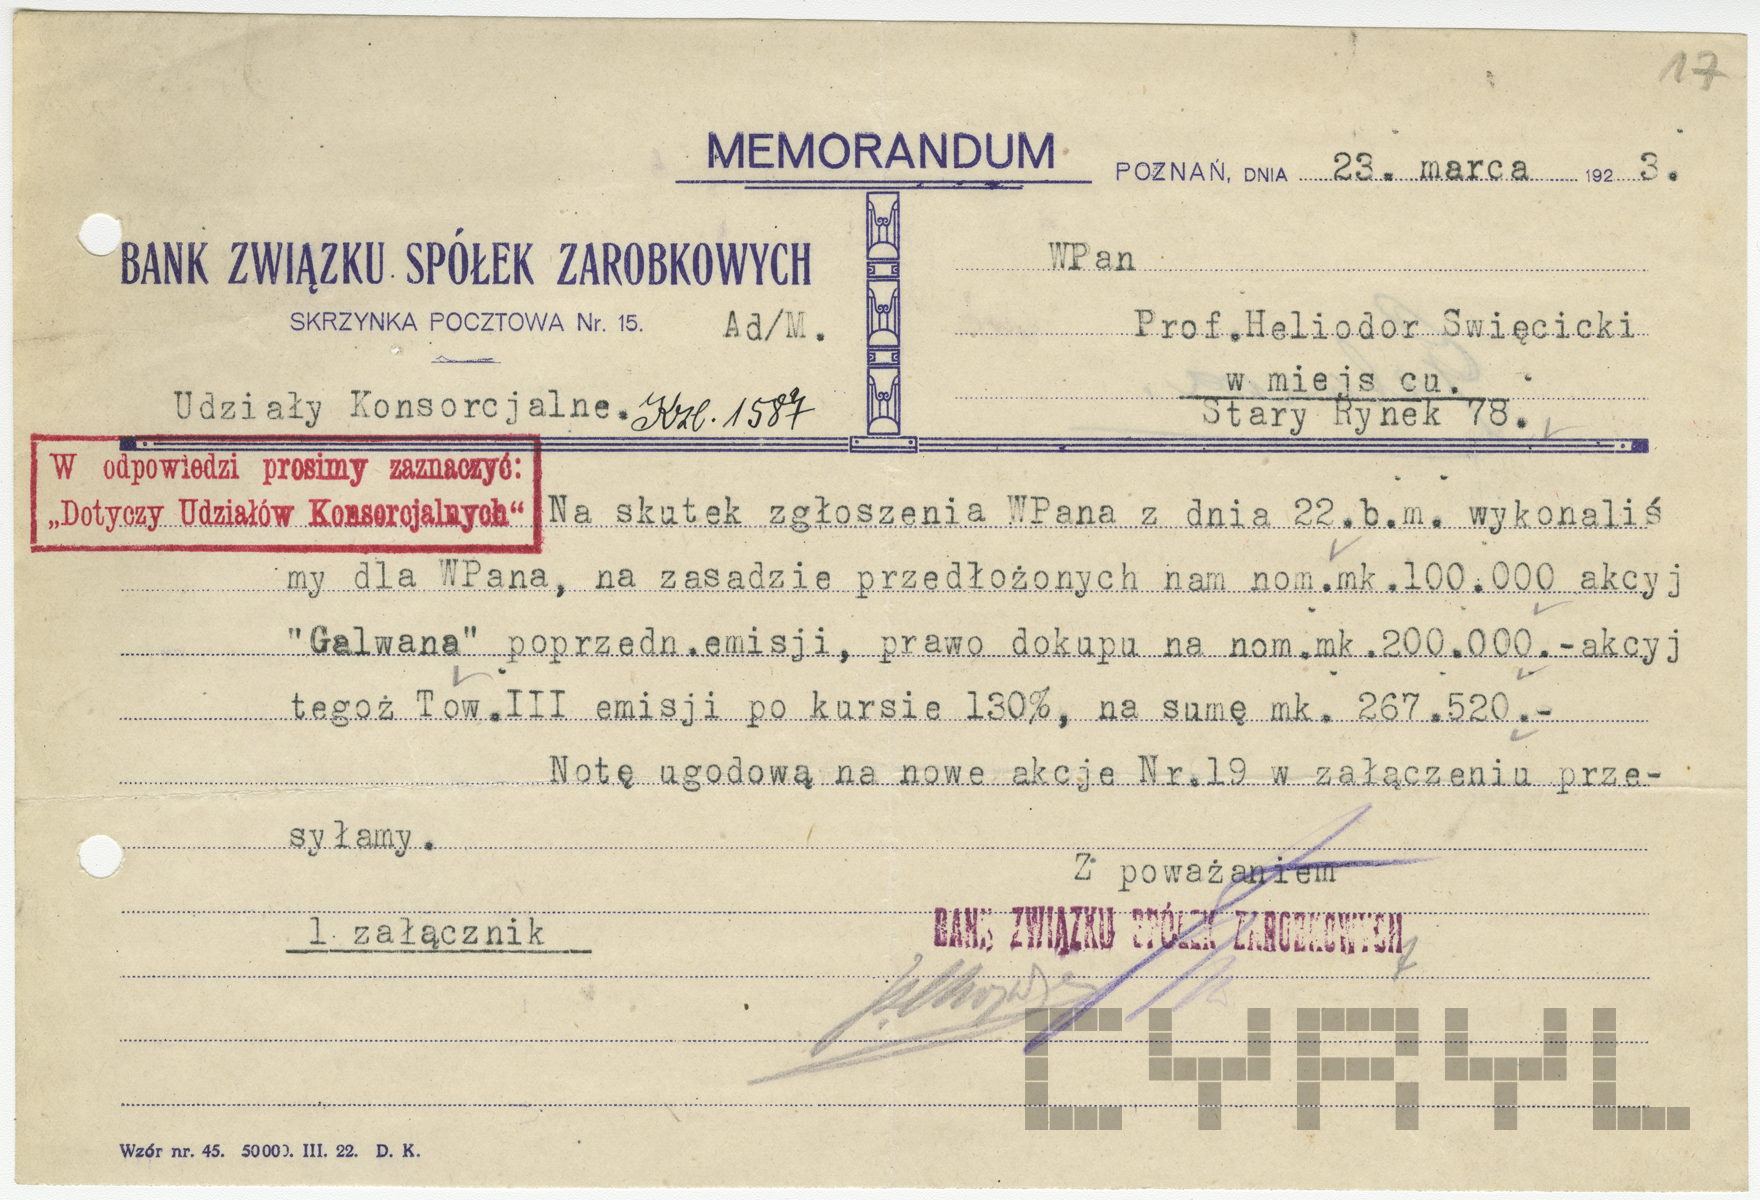 17
MEMORANDUM
POZNAŃ, DNIA 23. marca 1923.
BANK ZWIĄZKU SPÓŁEK ZAROBKOWYCH
SKRZYNKA POCZTOWA Nr. 15.
Ad/M.
Udziały Konsorcjalne. Kzl. 1587
WPan
Prof.Heliodor Swięcicki
w miejs cu.
Stary Rynek 78.
W odpowiedzi prosimy zaznaczyć:
„Dotyczy Udziałów Konsorcjalnych“
Na skutek zgłoszenia WPana z dnia 22.b.m. wykonaliś
my dla WPana, na zasadzie przedłożonych nam nom.mk.100.000 akcyj
"Galwana" poprzedn.emisji, prawo dokupu na nom.mk.200.000.-akcyj
tegoż Tow.III emisji po kursie 130%, na sumę mk. 267.520.-
Notę ugodową na nowe akcje Nr.19 w załączeniu prze-
syłamy.
Z poważaniem
BANK ZWIĄZKU SPÓŁEK ZAROBKOWYCH
1 załącznik
CYRYL
Wzór nr. 45. 50000. III. 22. D. K.